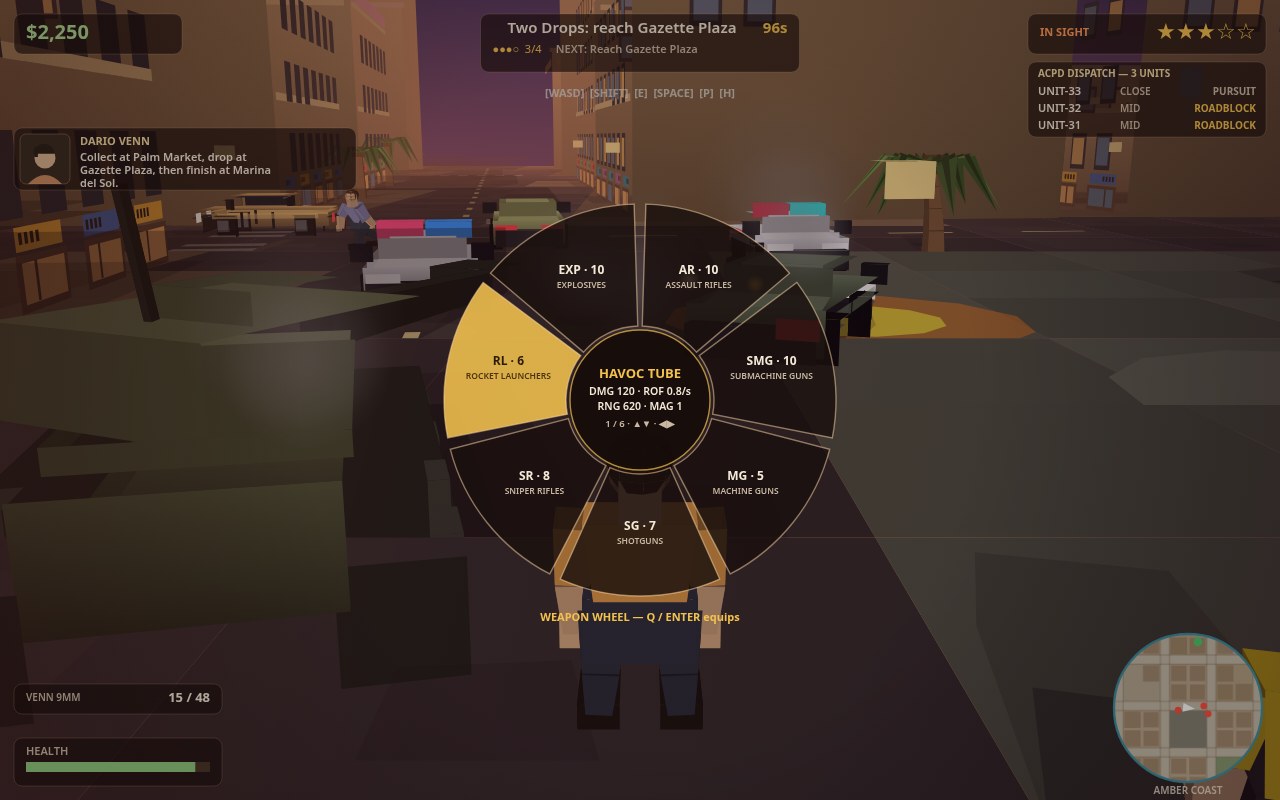 $2,250
Two Drops: reach Gazette Plaza 96s
3/4 NEXT: Reach Gazette Plaza
[WASD] [SHIFT] [E] [SPACE] [P] [H]
IN SIGHT ★★★☆☆
ACPD DISPATCH — 3 UNITS
UNIT-33 CLOSE PURSUIT
UNIT-32 MID ROADBLOCK
UNIT-31 MID ROADBLOCK
DARIO VENN
Collect at Palm Market, drop at
Gazette Plaza, then finish at Marina
del Sol.
EXP · 10
EXPLOSIVES
AR · 10
ASSAULT RIFLES
RL · 6
ROCKET LAUNCHERS
SMG · 10
SUBMACHINE GUNS
HAVOC TUBE
DMG 120 · ROF 0.8/s
RNG 620 · MAG 1
1 / 6 · ▲▼ · ◀▶
SR · 8
SNIPER RIFLES
MG · 5
MACHINE GUNS
SG · 7
SHOTGUNS
WEAPON WHEEL — Q / ENTER equips
VENN 9MM 15 / 48
HEALTH
AMBER COAST